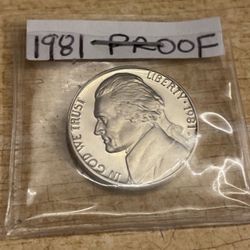 1981-PROOF
LIBERTY · 1981
IN GOD WE TRUST